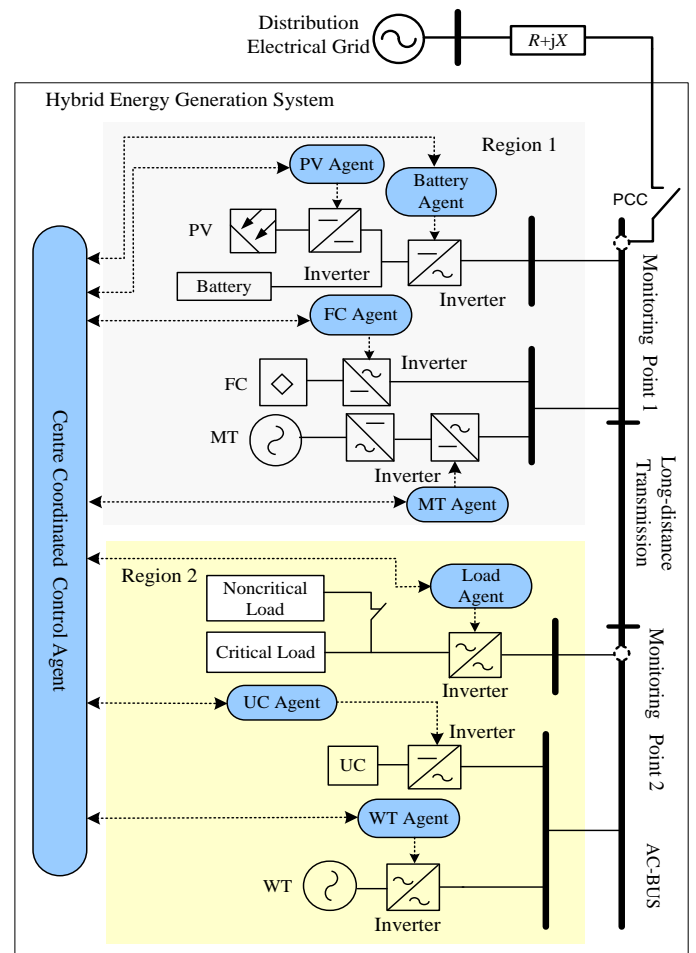 Distribution
Electrical Grid
R+jX
Hybrid Energy Generation System
Region 1
PV Agent
Battery
Agent
PCC
PV
Inverter
Battery
Inverter
Monitoring Point 1
FC Agent
Inverter
FC
MT
Inverter
MT Agent
Long-distance
Transmission
Centre Coordinated Control Agent
Region 2
Noncritical
Load
Load
Agent
Critical Load
Inverter
Monitoring Point 2
UC Agent
Inverter
UC
WT Agent
WT
Inverter
AC-BUS